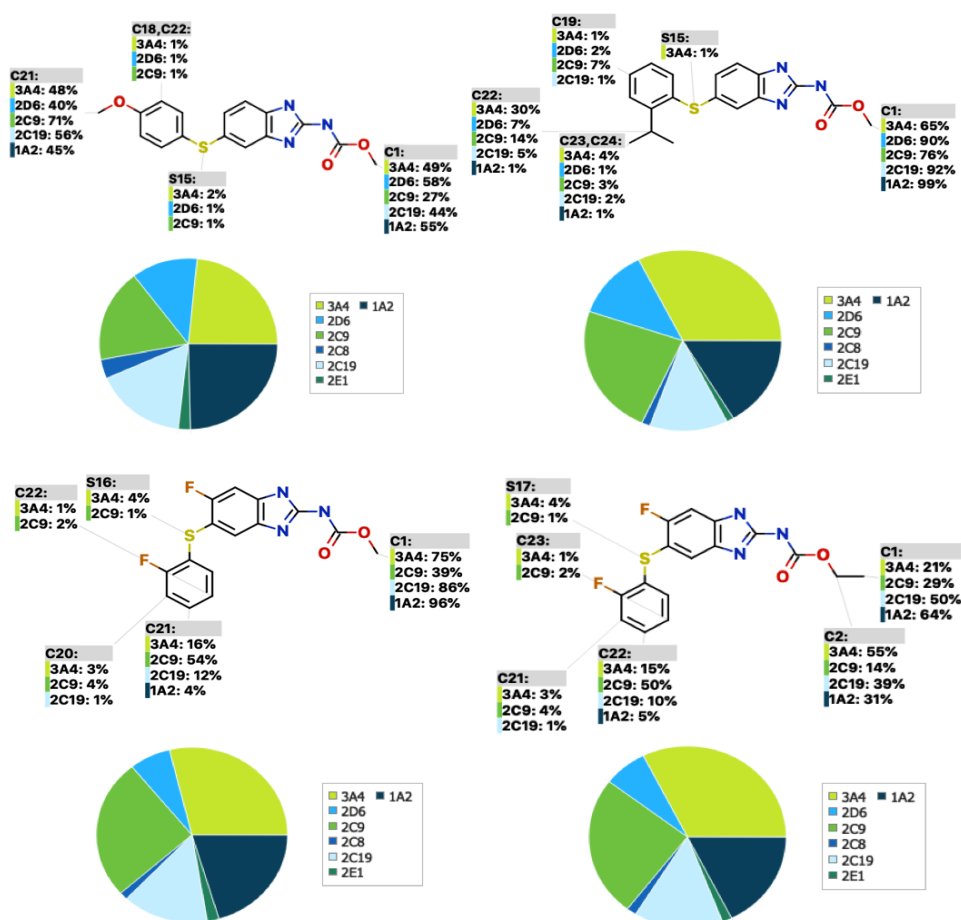 C18,C22:
3A4: 1%
2D6: 1%
2C9: 1%
C21:
3A4: 48%
2D6: 40%
2C9: 71%
2C19: 56%
1A2: 45%
O
S
N
N
N
O
O
S15:
3A4: 2%
2D6: 1%
2C9: 1%
C1:
3A4: 49%
2D6: 58%
2C9: 27%
2C19: 44%
1A2: 55%
3A4 1A2
2D6
2C9
2C8
2C19
2E1
C19:
3A4: 1%
2D6: 2%
2C9: 7%
2C19: 1%
S15:
3A4: 1%
C22:
3A4: 30%
2D6: 7%
2C9: 14%
2C19: 5%
1A2: 1%
S
N
N
N
O
O
C23,C24:
3A4: 4%
2D6: 1%
2C9: 3%
2C19: 2%
1A2: 1%
C1:
3A4: 65%
2D6: 90%
2C9: 76%
2C19: 92%
1A2: 99%
3A4 1A2
2D6
2C9
2C8
2C19
2E1
S16:
3A4: 4%
2C9: 1%
C22:
3A4: 1%
2C9: 2%
F
N
N
N
S
O
O
F
C1:
3A4: 75%
2C9: 39%
2C19: 86%
1A2: 96%
C21:
3A4: 16%
2C9: 54%
2C19: 12%
1A2: 4%
C20:
3A4: 3%
2C9: 4%
2C19: 1%
3A4 1A2
2D6
2C9
2C8
2C19
2E1
S17:
3A4: 4%
2C9: 1%
C23:
3A4: 1%
2C9: 2%
F
N
N
N
S
O
O
F
C1:
3A4: 21%
2C9: 29%
2C19: 50%
1A2: 64%
C2:
3A4: 55%
2C9: 14%
2C19: 39%
1A2: 31%
C22:
3A4: 15%
2C9: 50%
2C19: 10%
1A2: 5%
C21:
3A4: 3%
2C9: 4%
2C19: 1%
3A4 1A2
2D6
2C9
2C8
2C19
2E1